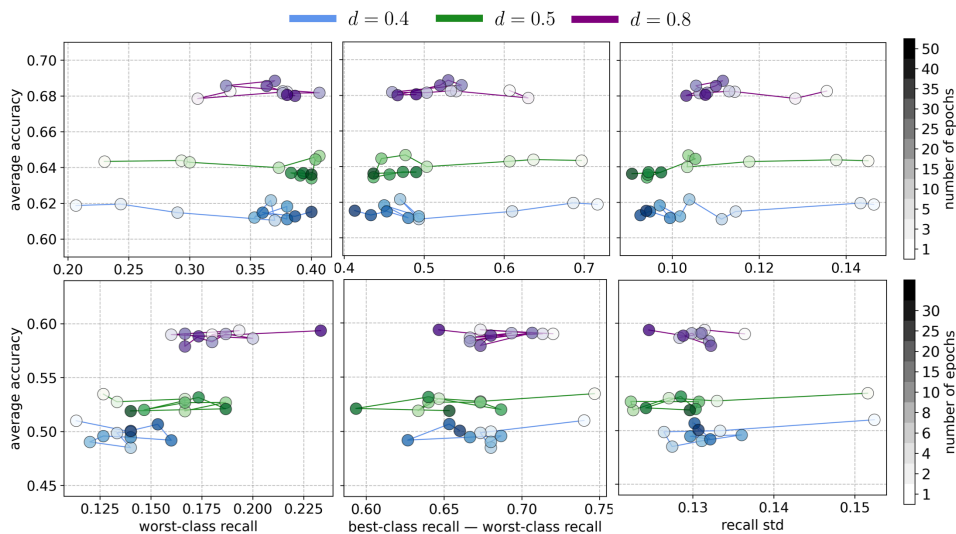 d = 0.4 d = 0.5 d = 0.8
0.70
0.68
0.66
0.64
0.62
0.60
average accuracy
0.20 0.25 0.30 0.35 0.40
0.4 0.5 0.6 0.7
0.10 0.12 0.14
50
40
35
30
25
20
15
10
5
3
1
number of epochs
0.60
0.55
0.50
0.45
average accuracy
0.125 0.150 0.175 0.200 0.225
worst-class recall
0.60 0.65 0.70 0.75
best-class recall — worst-class recall
0.13 0.14 0.15
recall std
30
20
15
10
8
6
4
2
1
number of epochs